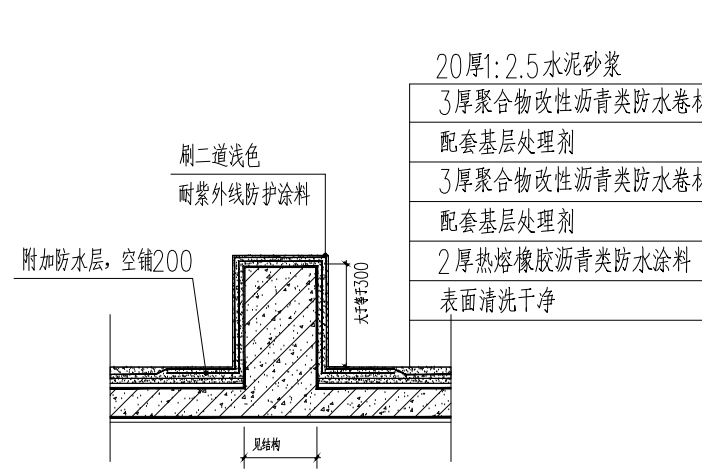 20厚1:2.5水泥砂浆
3厚聚合物改性沥青类防水卷材
配套基层处理剂
3厚聚合物改性沥青类防水卷材
配套基层处理剂
2厚热熔橡胶沥青类防水涂料
表面清洗干净
刷二道浅色
耐紫外线防护涂料
附加防水层，空铺200
大于等于300
见结构